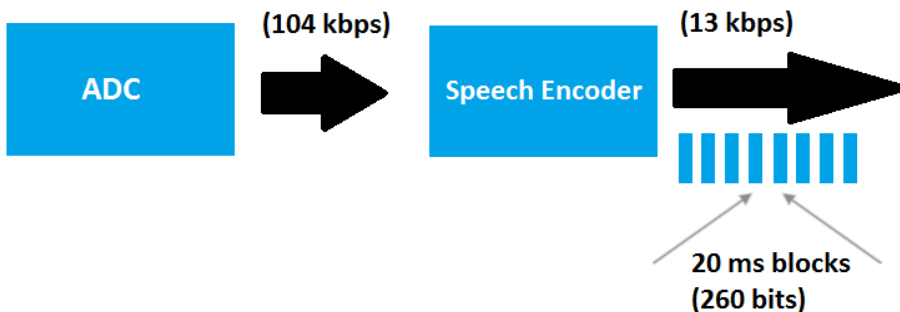 (104 kbps)
(13 kbps)
ADC
Speech Encoder
20 ms blocks
(260 bits)